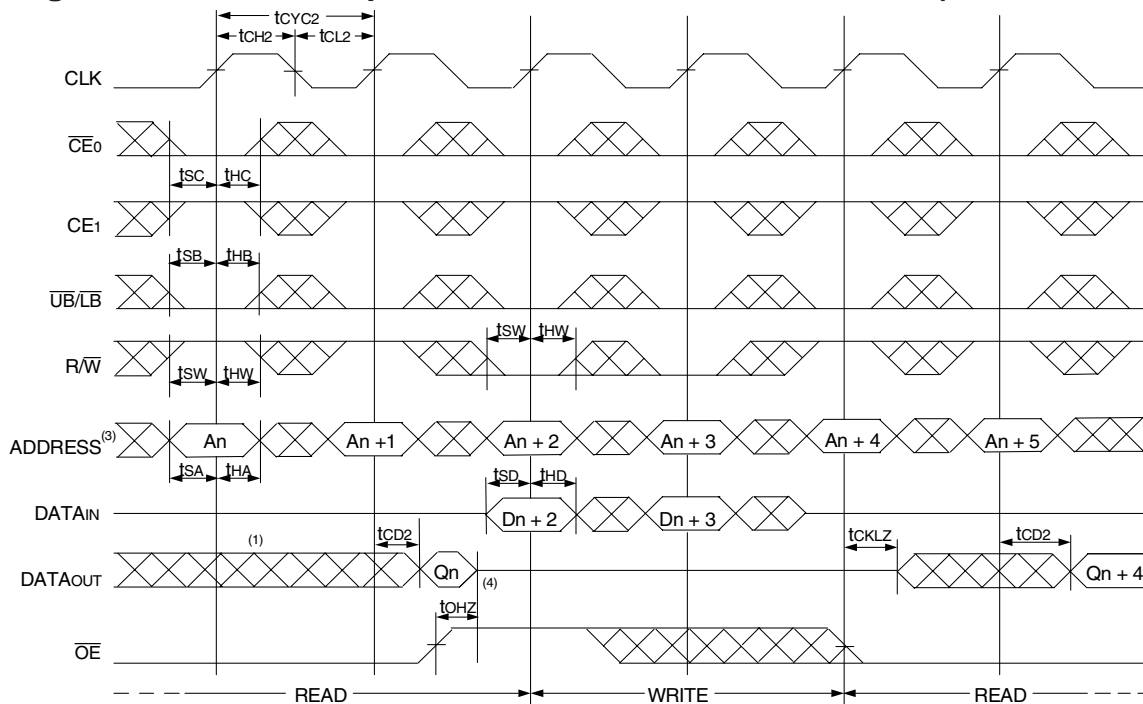 tCYC2
tCH2 tCL2
CLK
CE0
tSC tHC
CE1
tSB tHB
UB/LB
tSW tHW
R/W
tSW tHW
ADDRESS(3) An An +1 An + 2 An + 3 An + 4 An + 5
tSA tHA
tSD tHD
DATAIN Dn + 2 Dn + 3
(1) tCD2 tCKLZ tCD2
DATAOUT Qn (4) Qn + 4
tOHZ
OE
READ WRITE READ